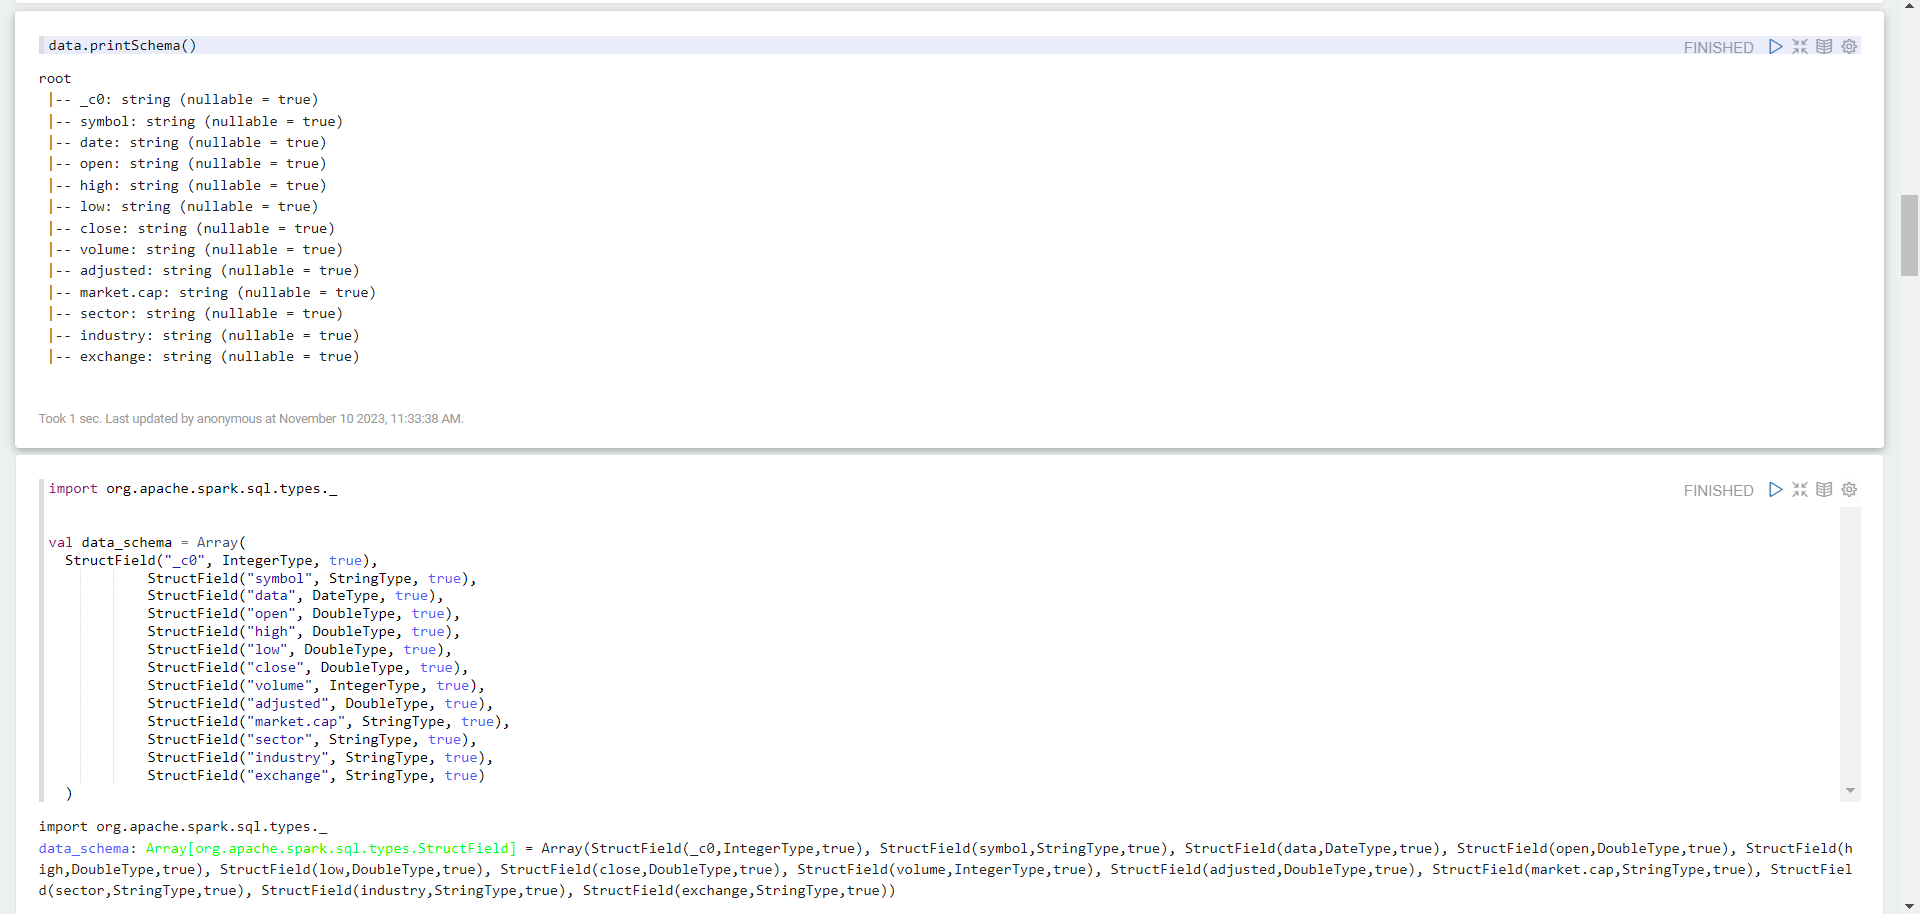 data.printSchema()
FINISHED
root
|-- _c0: string (nullable = true)
|-- symbol: string (nullable = true)
|-- date: string (nullable = true)
|-- open: string (nullable = true)
|-- high: string (nullable = true)
|-- low: string (nullable = true)
|-- close: string (nullable = true)
|-- volume: string (nullable = true)
|-- adjusted: string (nullable = true)
|-- market.cap: string (nullable = true)
|-- sector: string (nullable = true)
|-- industry: string (nullable = true)
|-- exchange: string (nullable = true)
Took 1 sec. Last updated by anonymous at November 10 2023, 11:33:38 AM.
import org.apache.spark.sql.types._
FINISHED
val data_schema = Array(
StructField("_c0", IntegerType, true),
StructField("symbol", StringType, true),
StructField("data", DateType, true),
StructField("open", DoubleType, true),
StructField("high", DoubleType, true),
StructField("low", DoubleType, true),
StructField("close", DoubleType, true),
StructField("volume", IntegerType, true),
StructField("adjusted", DoubleType, true),
StructField("market.cap", StringType, true),
StructField("sector", StringType, true),
StructField("industry", StringType, true),
StructField("exchange", StringType, true)
)
import org.apache.spark.sql.types._
data_schema: Array[org.apache.spark.sql.types.StructField] = Array(StructField(_c0,IntegerType,true), StructField(symbol,StringType,true), StructField(data,DateType,true), StructField(open,DoubleType,true), StructField(h
igh,DoubleType,true), StructField(low,DoubleType,true), StructField(close,DoubleType,true), StructField(volume,IntegerType,true), StructField(adjusted,DoubleType,true), StructField(market.cap,StringType,true), StructFiel
d(sector,StringType,true), StructField(industry,StringType,true), StructField(exchange,StringType,true))